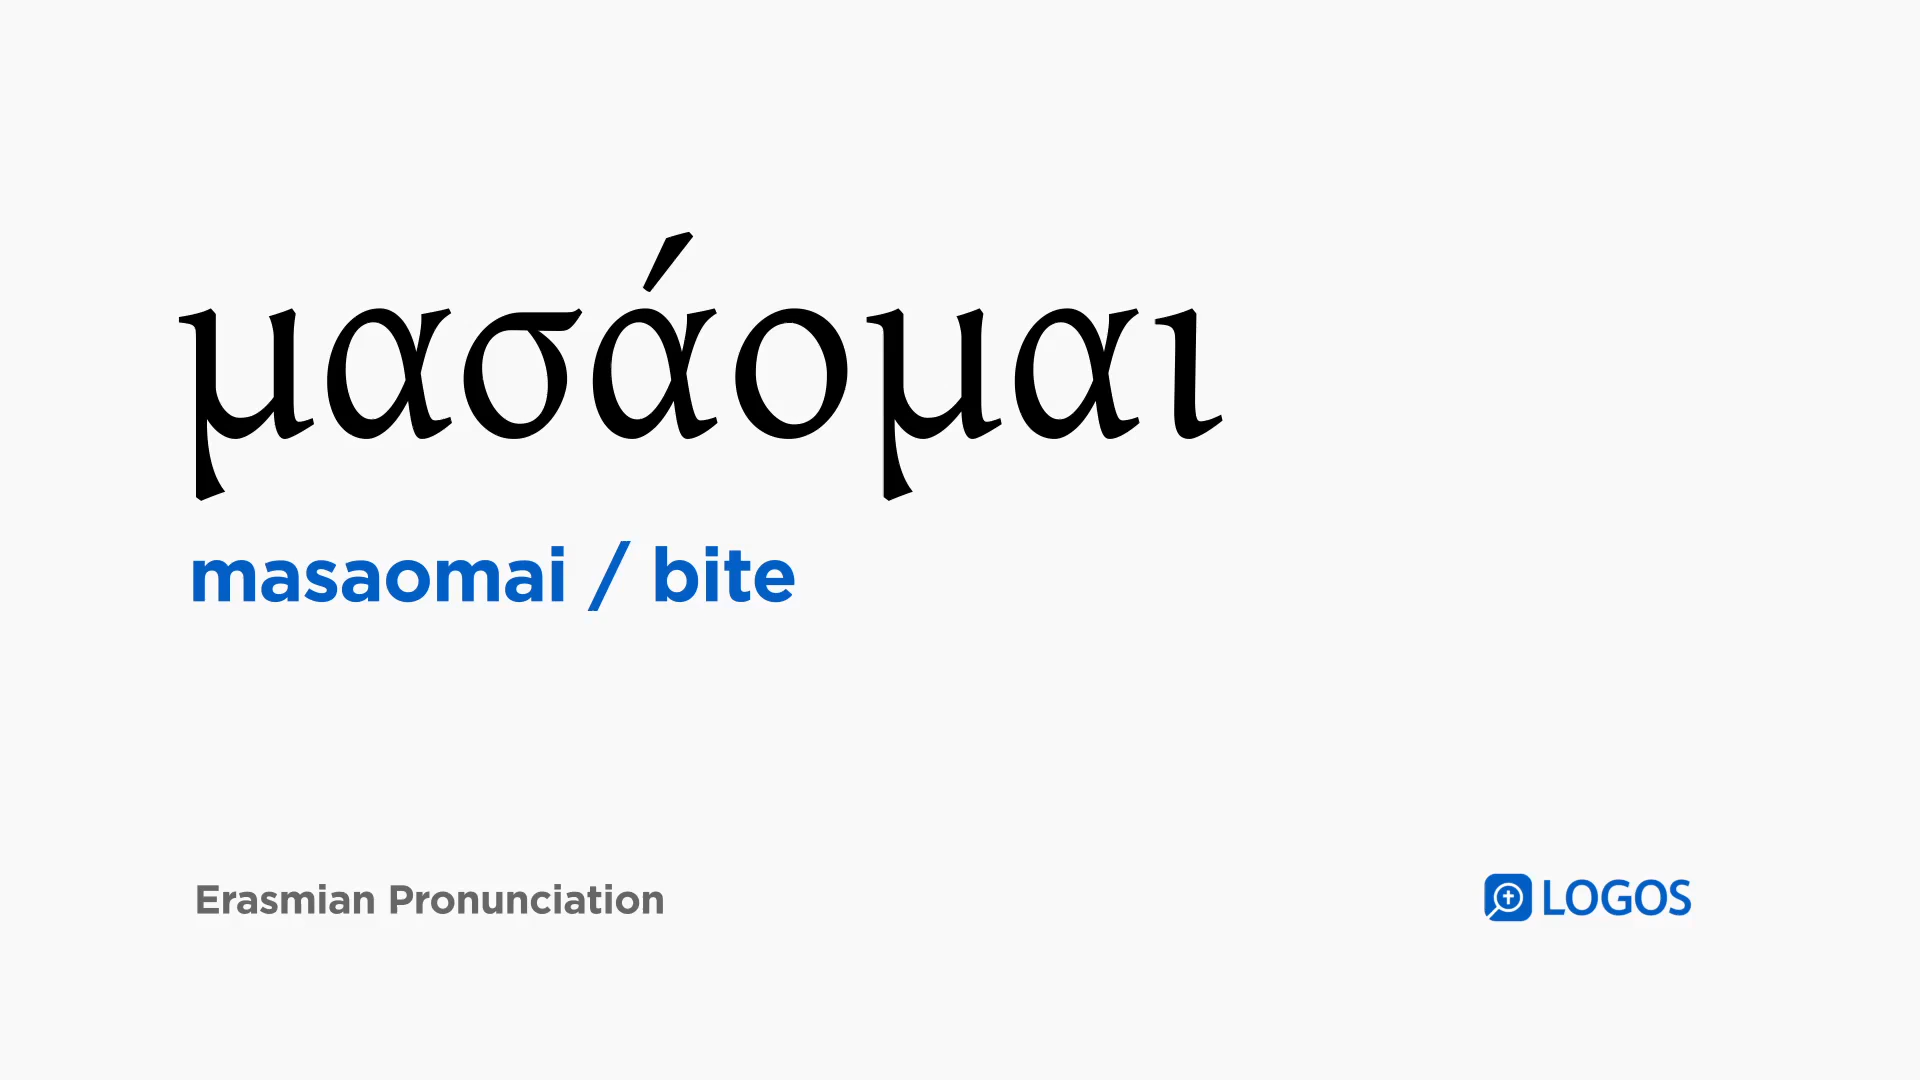 μασάομαι
masaomai / bite
Erasmian Pronunciation
LOGOS